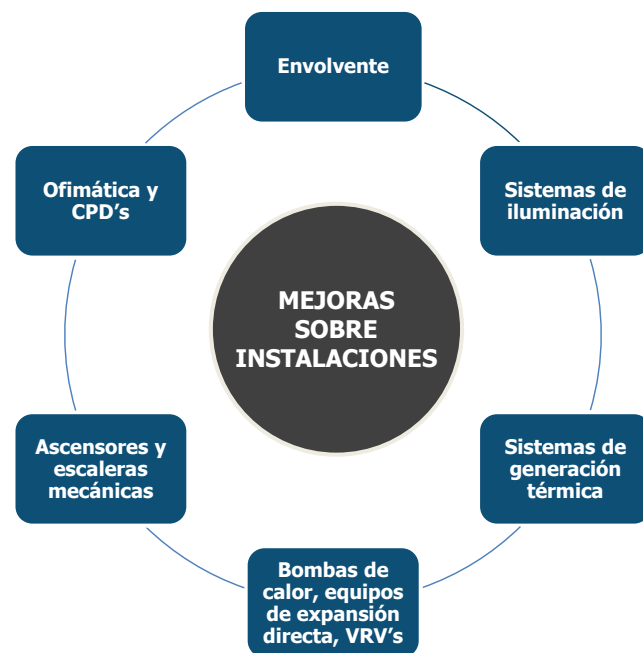 Envolvente
Sistemas de
iluminación
Sistemas de
generación
térmica
Bombas de
calor, equipos
de expansión
directa, VRV's
Ascensores y
escaleras
mecánicas
Ofimática y
CPD's
MEJORAS
SOBRE
INSTALACIONES